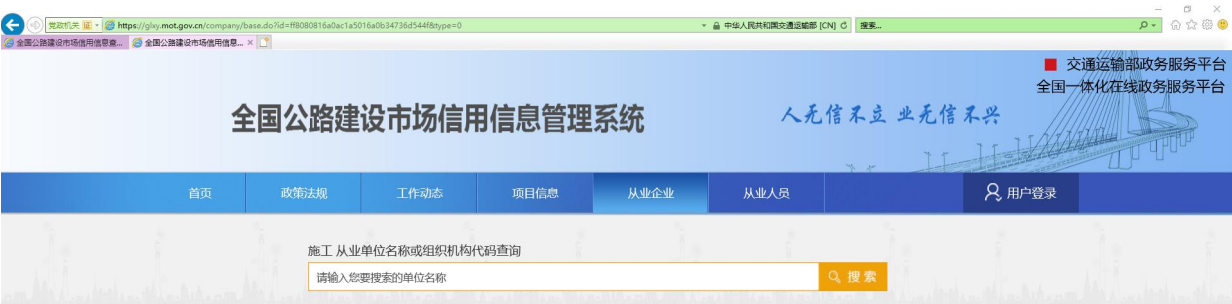 党政机关 https://glxy.mot.gov.cn/company/base.do?id=ff8080816a0ac1a5016a0b34736d544f&type=0 中华人民共和国交通运输部 [CN] 搜索...
全国公路建设市场信用信息管... 全国公路建设市场信用信息...
交通运输部政务服务平台
全国一体化在线政务服务平台
全国公路建设市场信用信息管理系统 人无信不立 业无信不兴
首页 政策法规 工作动态 项目信息 从业企业 从业人员 用户登录
施工 从业单位名称或组织机构代码查询
请输入您要搜索的单位名称 搜索